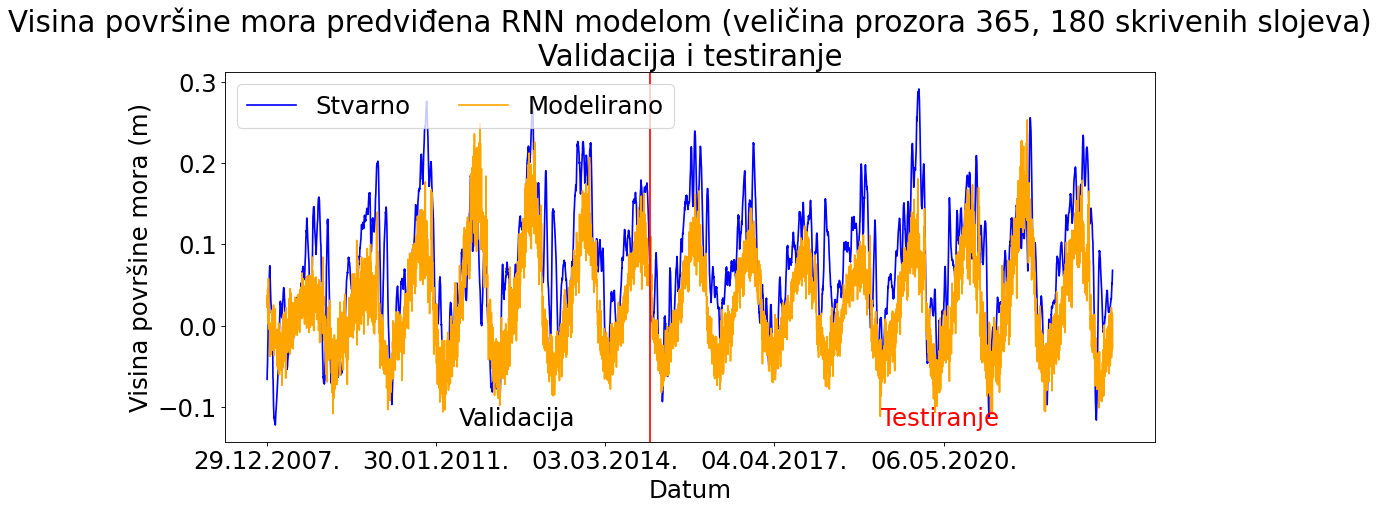 Visina površine mora predviđena RNN modelom (veličina prozora 365, 180 skrivenih slojeva)
Validacija i testiranje
Stvarno Modelirano
Visina površine mora (m)
0.3
0.2
0.1
0.0
−0.1
Validacija Testiranje
29.12.2007. 30.01.2011. 03.03.2014. 04.04.2017. 06.05.2020.
Datum